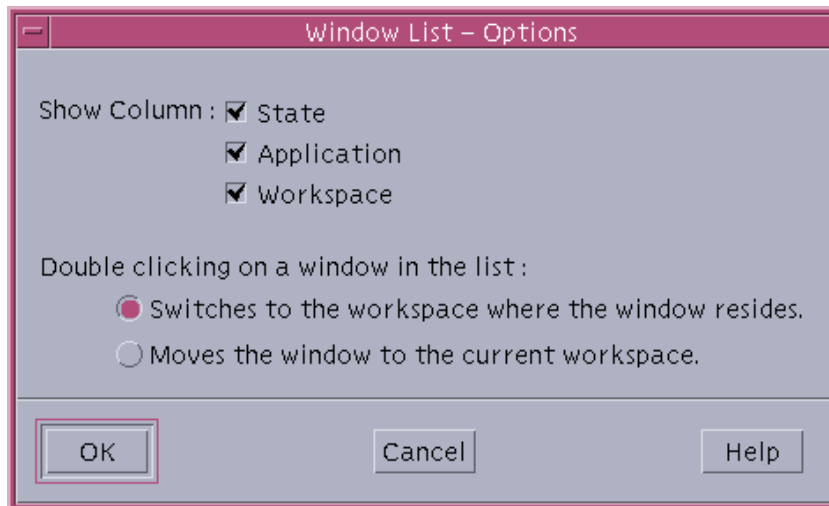 Window List – Options
Show Column : State
Application
Workspace
Double clicking on a window in the list :
Switches to the workspace where the window resides.
Moves the window to the current workspace.
OK Cancel Help